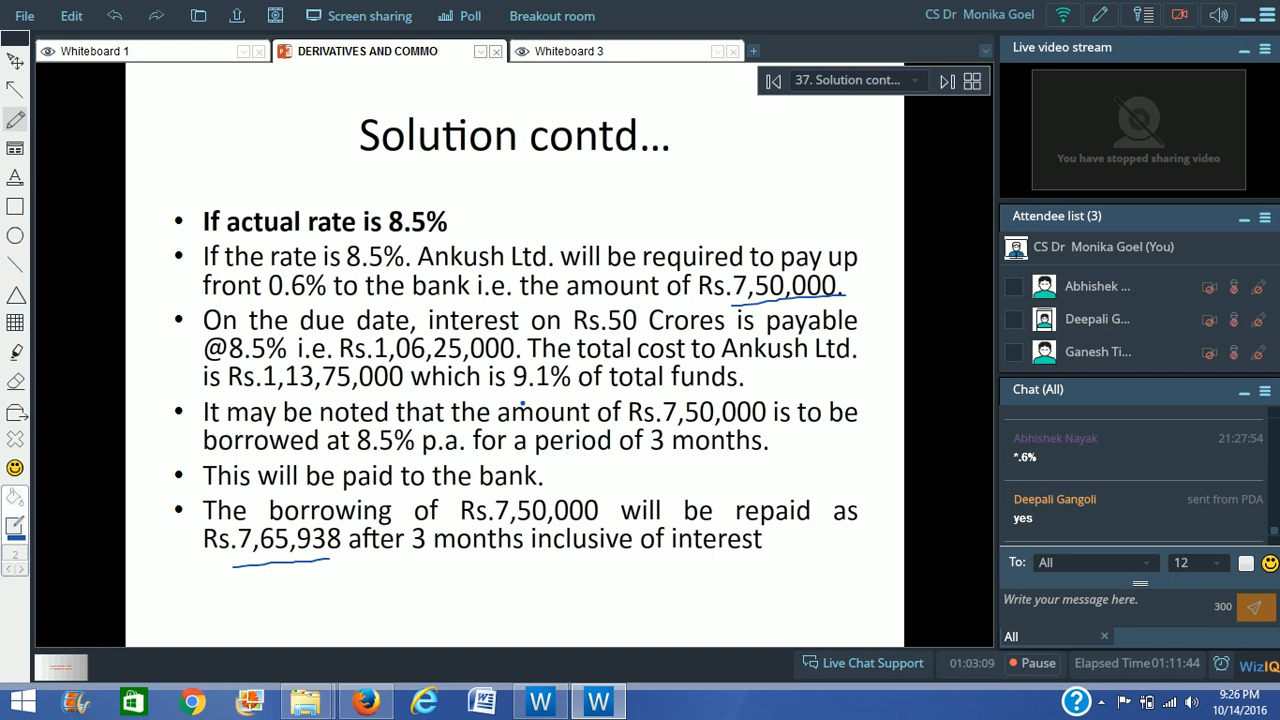 File Edit Screen sharing Poll Breakout room CS Dr Monika Goel
Whiteboard 1 DERIVATIVES AND COMMO Whiteboard 3
37. Solution cont...
Solution contd...
• If actual rate is 8.5%
• If the rate is 8.5%. Ankush Ltd. will be required to pay up
front 0.6% to the bank i.e. the amount of Rs.7,50,000.
• On the due date, interest on Rs.50 Crores is payable
@8.5% i.e. Rs.1,06,25,000. The total cost to Ankush Ltd.
is Rs.1,13,75,000 which is 9.1% of total funds.
• It may be noted that the amount of Rs.7,50,000 is to be
borrowed at 8.5% p.a. for a period of 3 months.
• This will be paid to the bank.
• The borrowing of Rs.7,50,000 will be repaid as
Rs.7,65,938 after 3 months inclusive of interest
2
Live video stream
You have stopped sharing video
Attendee list (3)
CS Dr Monika Goel (You)
Abhishek ...
Deepali G...
Ganesh Ti...
Chat (All)
Abhishek Nayak 21:27:54
*.6%
Deepali Gangoli sent from PDA
yes
To: All 12
Write your message here. 300
All
Live Chat Support 01:03:09 Pause Elapsed Time 01:11:44 WizIQ
9:26 PM
10/14/2016